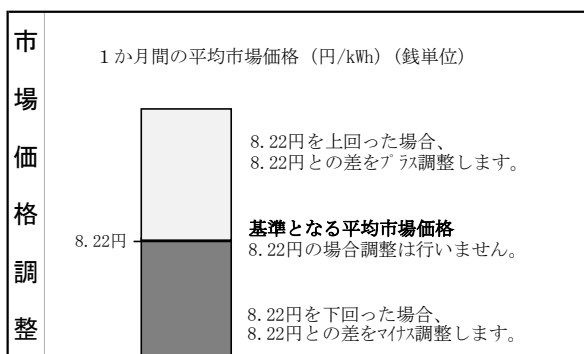 市場価格調整
1か月間の平均市場価格(円/kWh)(銭単位)
8.22円を上回った場合、
8.22円との差をプラス調整します。
基準となる平均市場価格
8.22円
8.22円の場合調整は行いません。
8.22円を下回った場合、
8.22円との差をマイナス調整します。